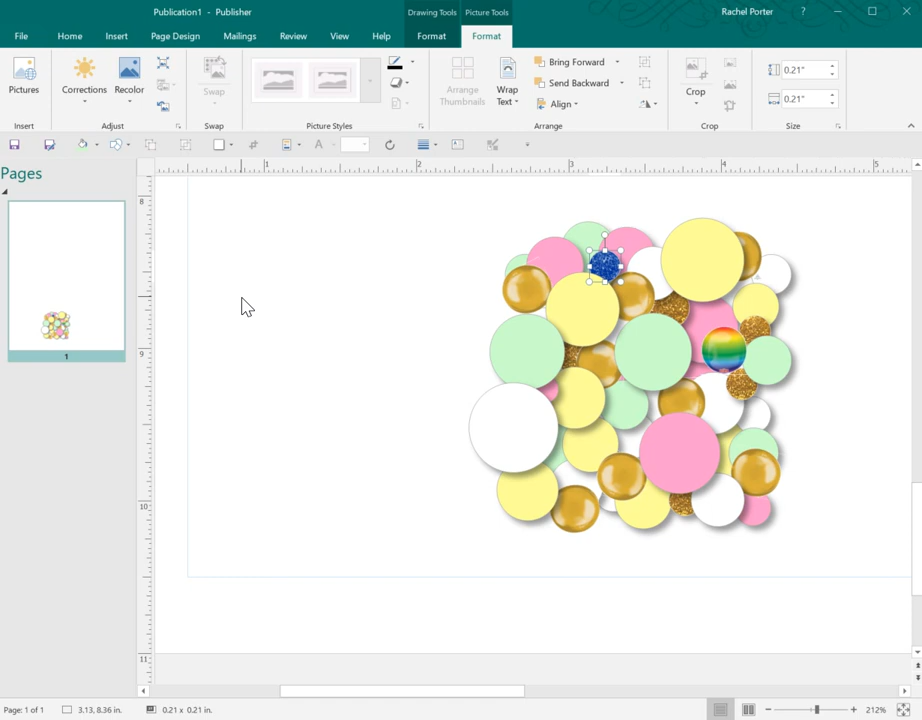 Publication1 - Publisher
Drawing Tools
Picture Tools
Rachel Porter
?
File
Home
Insert
Page Design
Mailings
Review
View
Help
Format
Format
Pictures
Corrections
Recolor
Swap
Arrange
Thumbnails
Wrap
Text
Bring Forward
Send Backward
Align
Crop
0.21"
0.21"
Insert
Adjust
Swap
Picture Styles
Arrange
Crop
Size
A
Pages
1
2
3
4
5
8
9
10
11
1
Page: 1 of 1
3.13, 8.36 in.
0.21 x 0.21 in.
212%